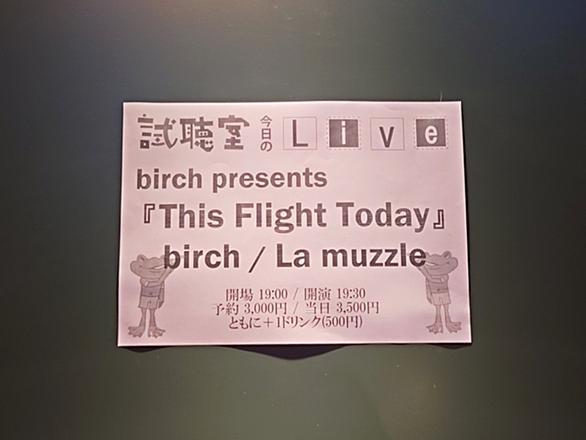 試聴室 今日の Live
birch presents
『This Flight Today』
birch / La muzzle
開場 19:00 / 開演 19:30
予約 3,000円 / 当日 3,500円
ともに＋1ドリンク(500円)